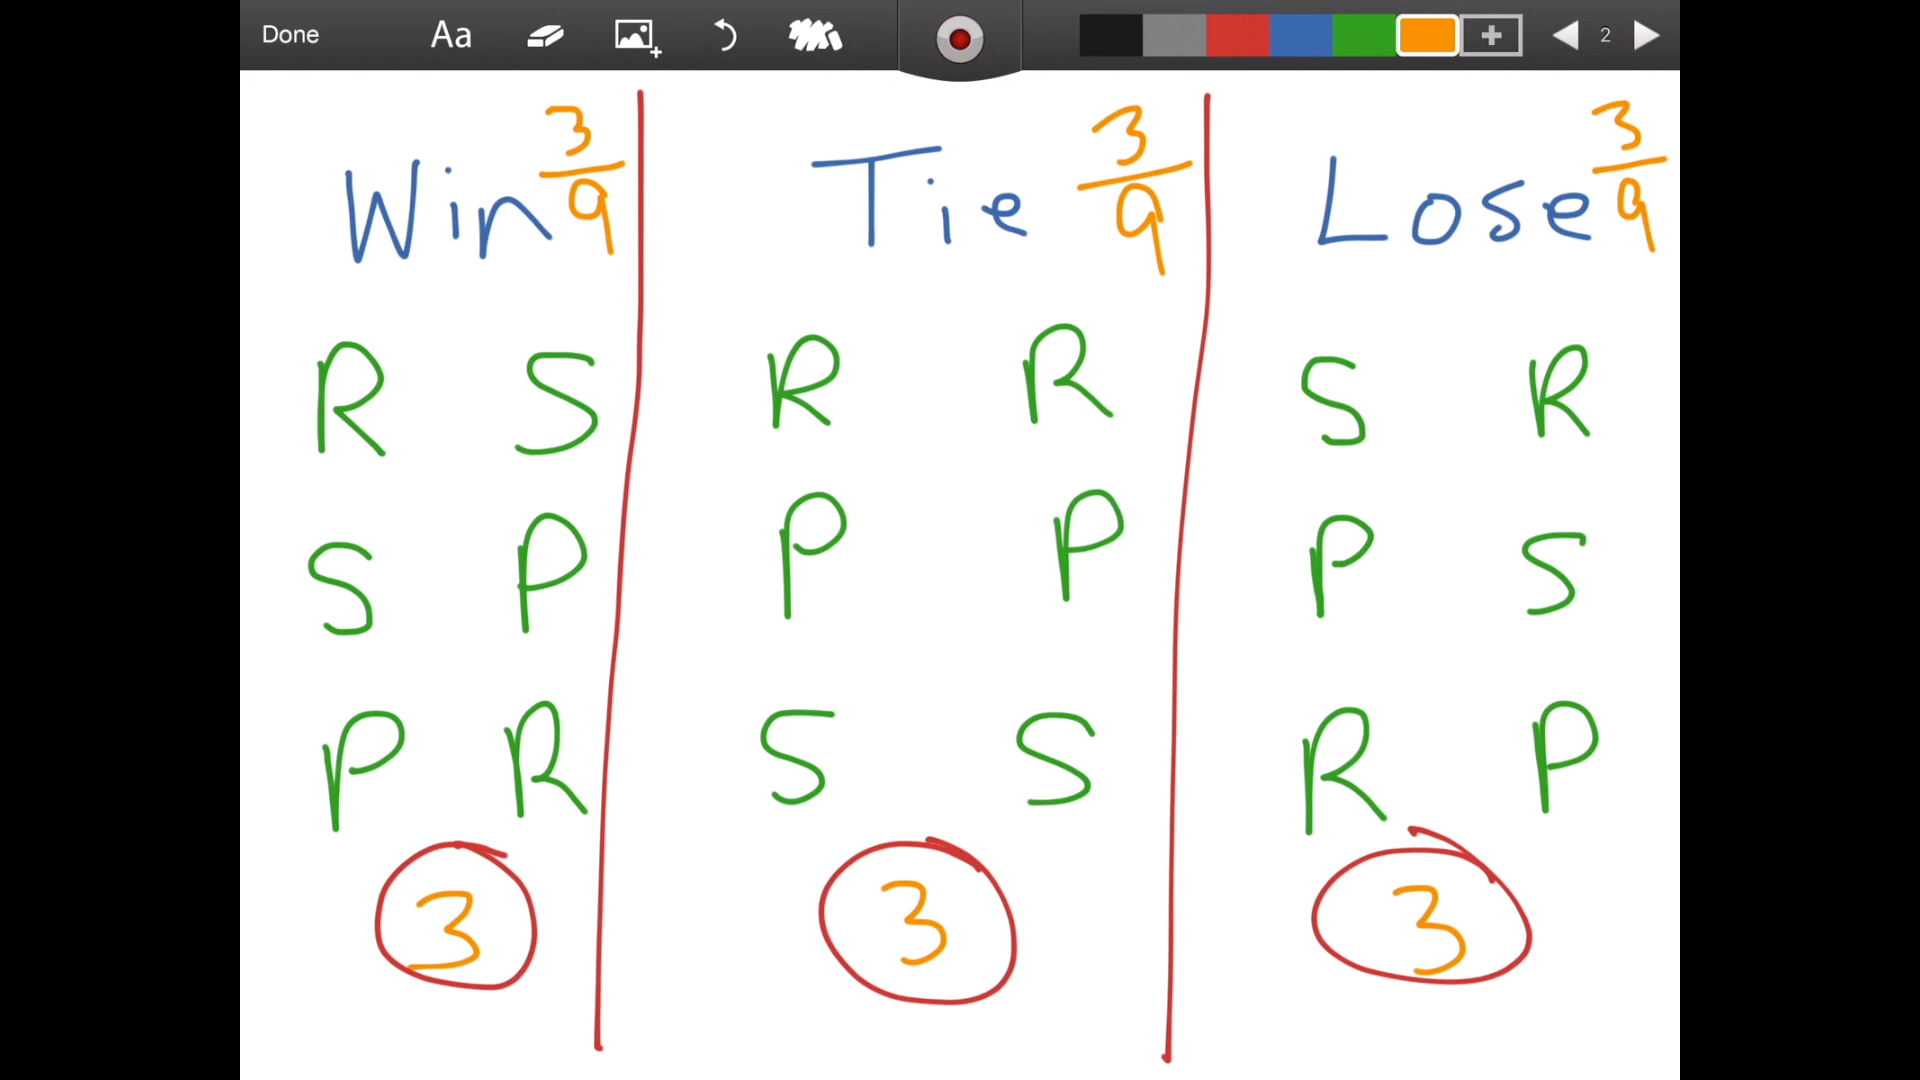 Done Aa 2
Win 3/9 Tie 3/9 Lose 3/9
R S R R S R
S P P P P S
P R S S R P
3 3 3